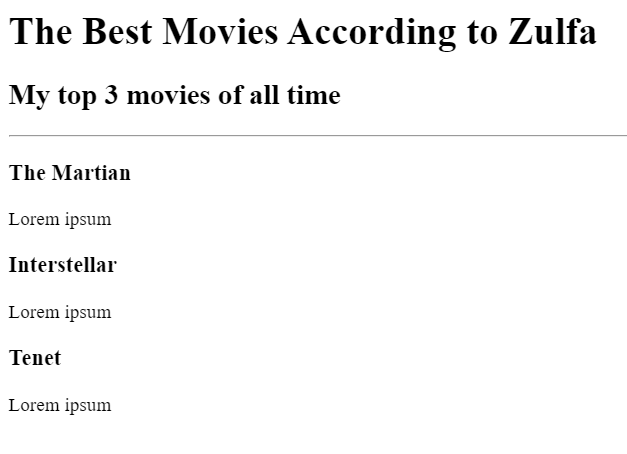 The Best Movies According to Zulfa
My top 3 movies of all time
The Martian
Lorem ipsum
Interstellar
Lorem ipsum
Tenet
Lorem ipsum